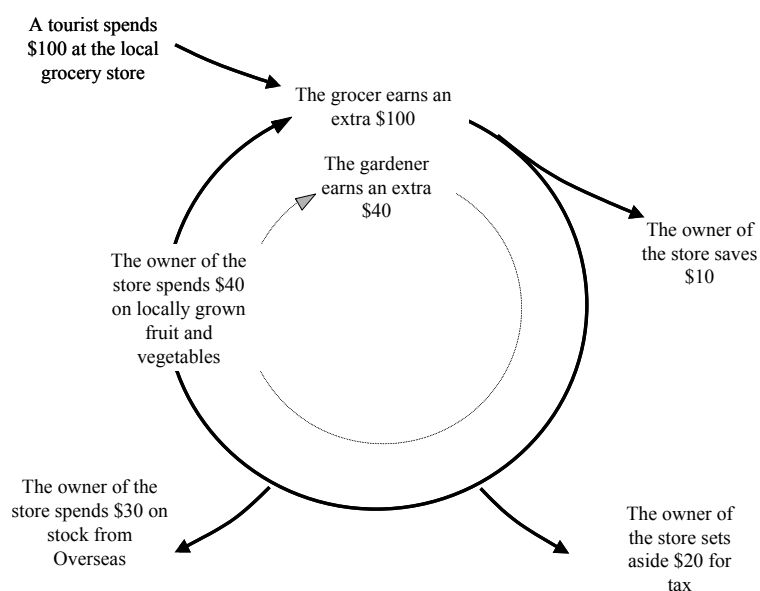 A tourist spends
$100 at the local
grocery store
The grocer earns an
extra $100
The gardener
earns an extra
$40
The owner of
the store saves
$10
The owner of the
store spends $40
on locally grown
fruit and
vegetables
The owner of the
store spends $30 on
stock from
Overseas
The owner of
the store sets
aside $20 for
tax